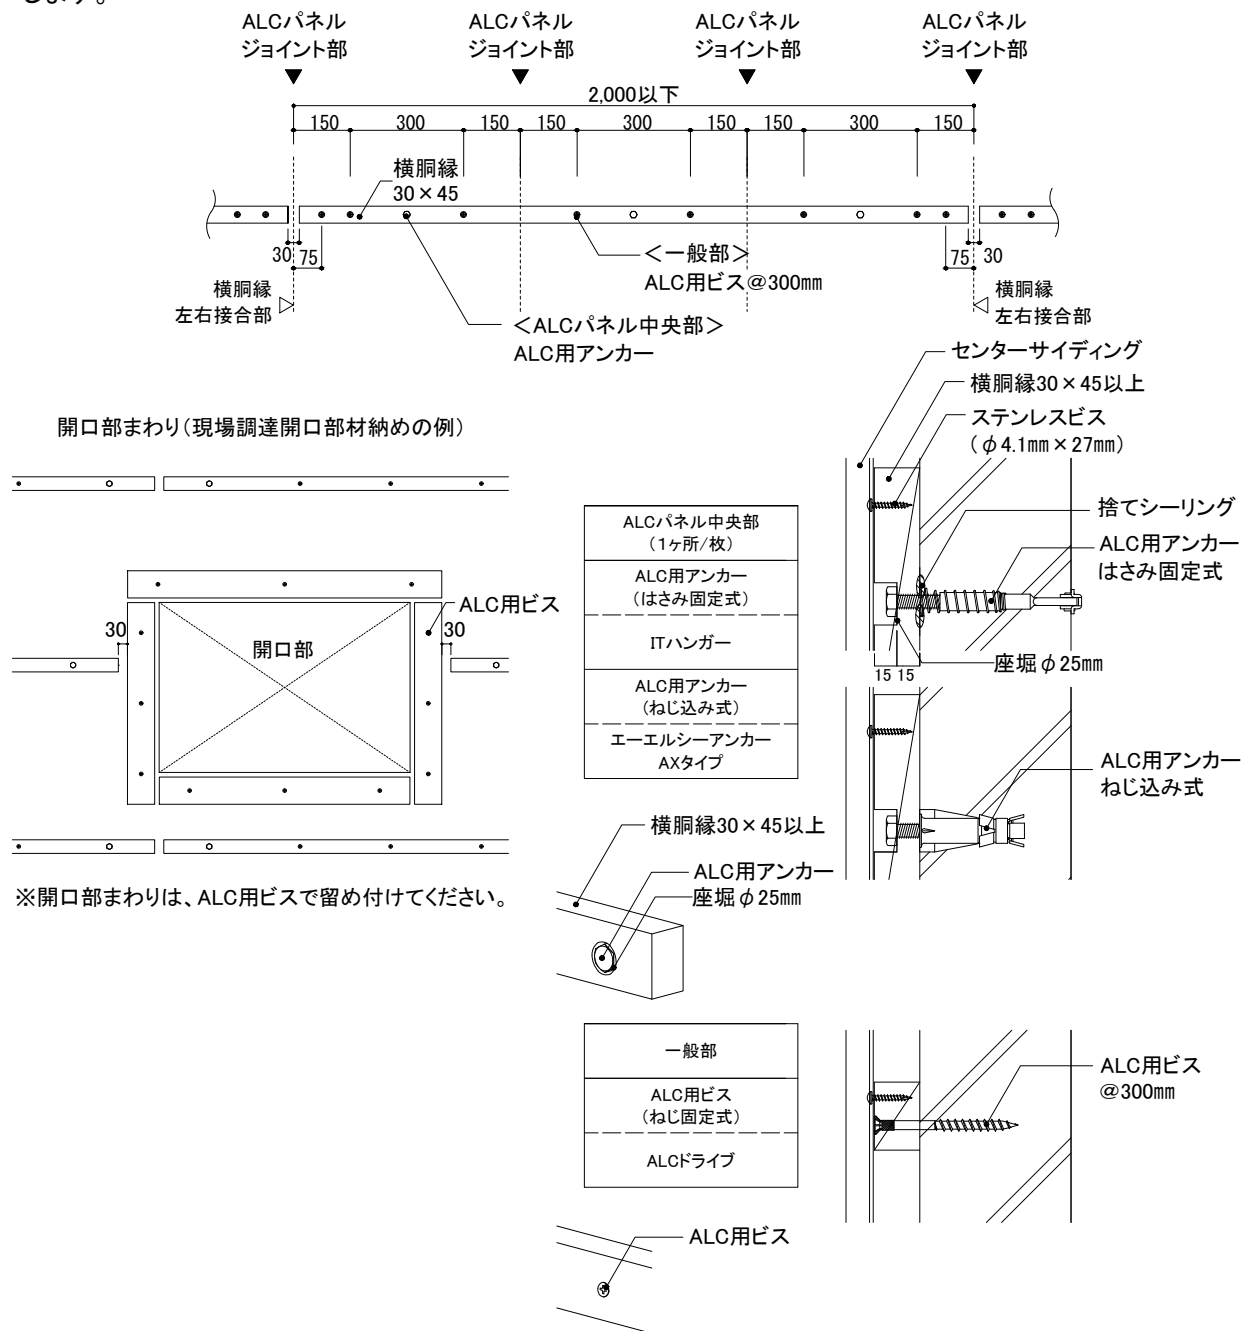 します。
ALCパネル
ジョイント部
ALCパネル
ジョイント部
ALCパネル
ジョイント部
ALCパネル
ジョイント部
2,000以下
150 300 150 150 300 150 150 300 150
横胴縁
30×45
30 75
75 30
＜一般部＞
ALC用ビス@300㎜
横胴縁
左右接合部
横胴縁
左右接合部
＜ALCパネル中央部＞
ALC用アンカー
センターサイディング
横胴縁30×45以上
ステンレスビス
（φ4.1mm×27mm）
捨てシーリング
ALC用アンカー
はさみ固定式
座堀φ25㎜
15 15
開口部まわり（現場調達開口部材納めの例）
ALC用ビス
30
30
開口部
※開口部まわりは、ALC用ビスで留め付けてください。
ALCパネル中央部
（1ヶ所/枚）
ALC用アンカー
（はさみ固定式）
ITハンガー
ALC用アンカー
（ねじ込み式）
エーエルシーアンカー
AXタイプ
ALC用アンカー
ねじ込み式
横胴縁30×45以上
ALC用アンカー
座堀φ25㎜
一般部
ALC用ビス
（ねじ固定式）
ALCドライブ
ALC用ビス
@300㎜
ALC用ビス